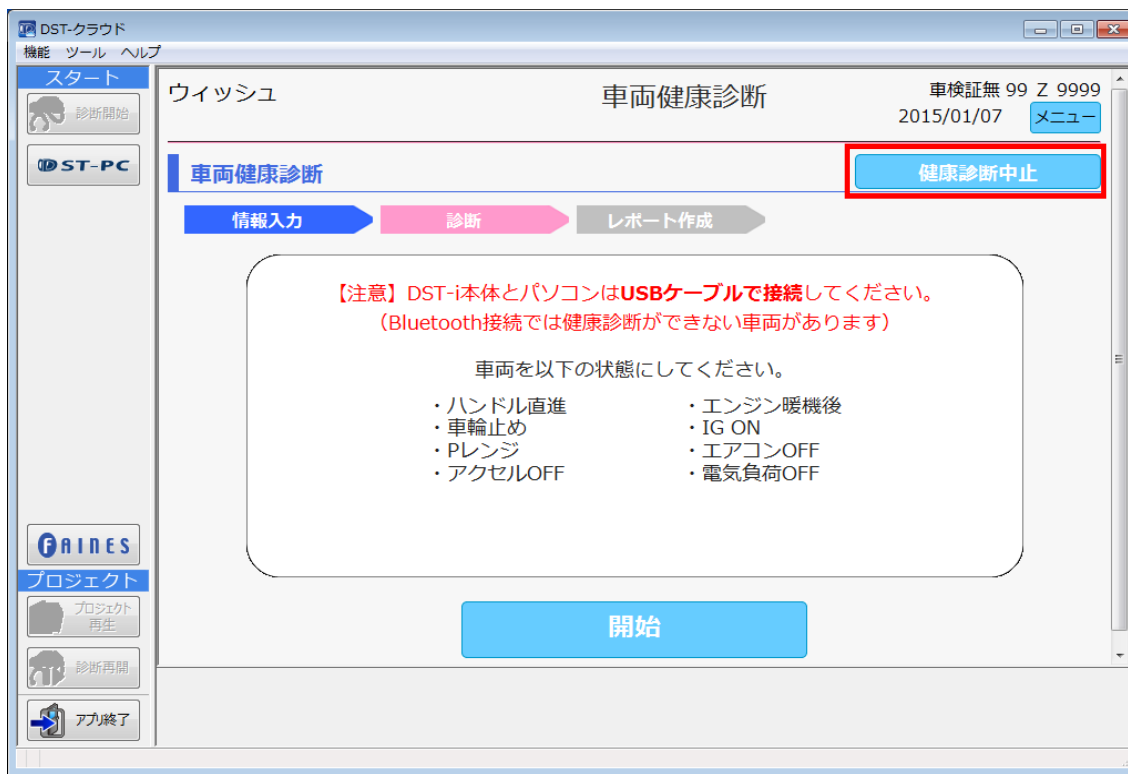 DST-クラウド
機能 ツール ヘルプ
スタート
診断開始
DST-PC
FAINES
プロジェクト
プロジェクト
再生
診断再開
アプリ終了
ウィッシュ
車両健康診断
車検証無 99 Z 9999
2015/01/07
メニュー
車両健康診断
健康診断中止
情報入力
診断
レポート作成
【注意】DST-i本体とパソコンはUSBケーブルで接続してください。
（Bluetooth接続では健康診断ができない車両があります）
車両を以下の状態にしてください。
・ハンドル直進
・車輪止め
・Pレンジ
・アクセルOFF
・エンジン暖機後
・IG ON
・エアコンOFF
・電気負荷OFF
開始